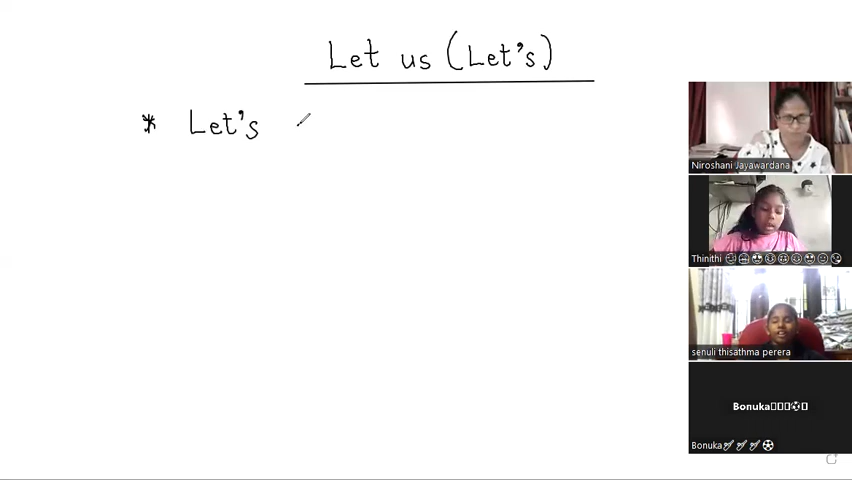 Let us (Let's)
* Let's
Niroshani Jayawardana
Thinithi 
senuli thisathma perera
Bonuka
Bonuka